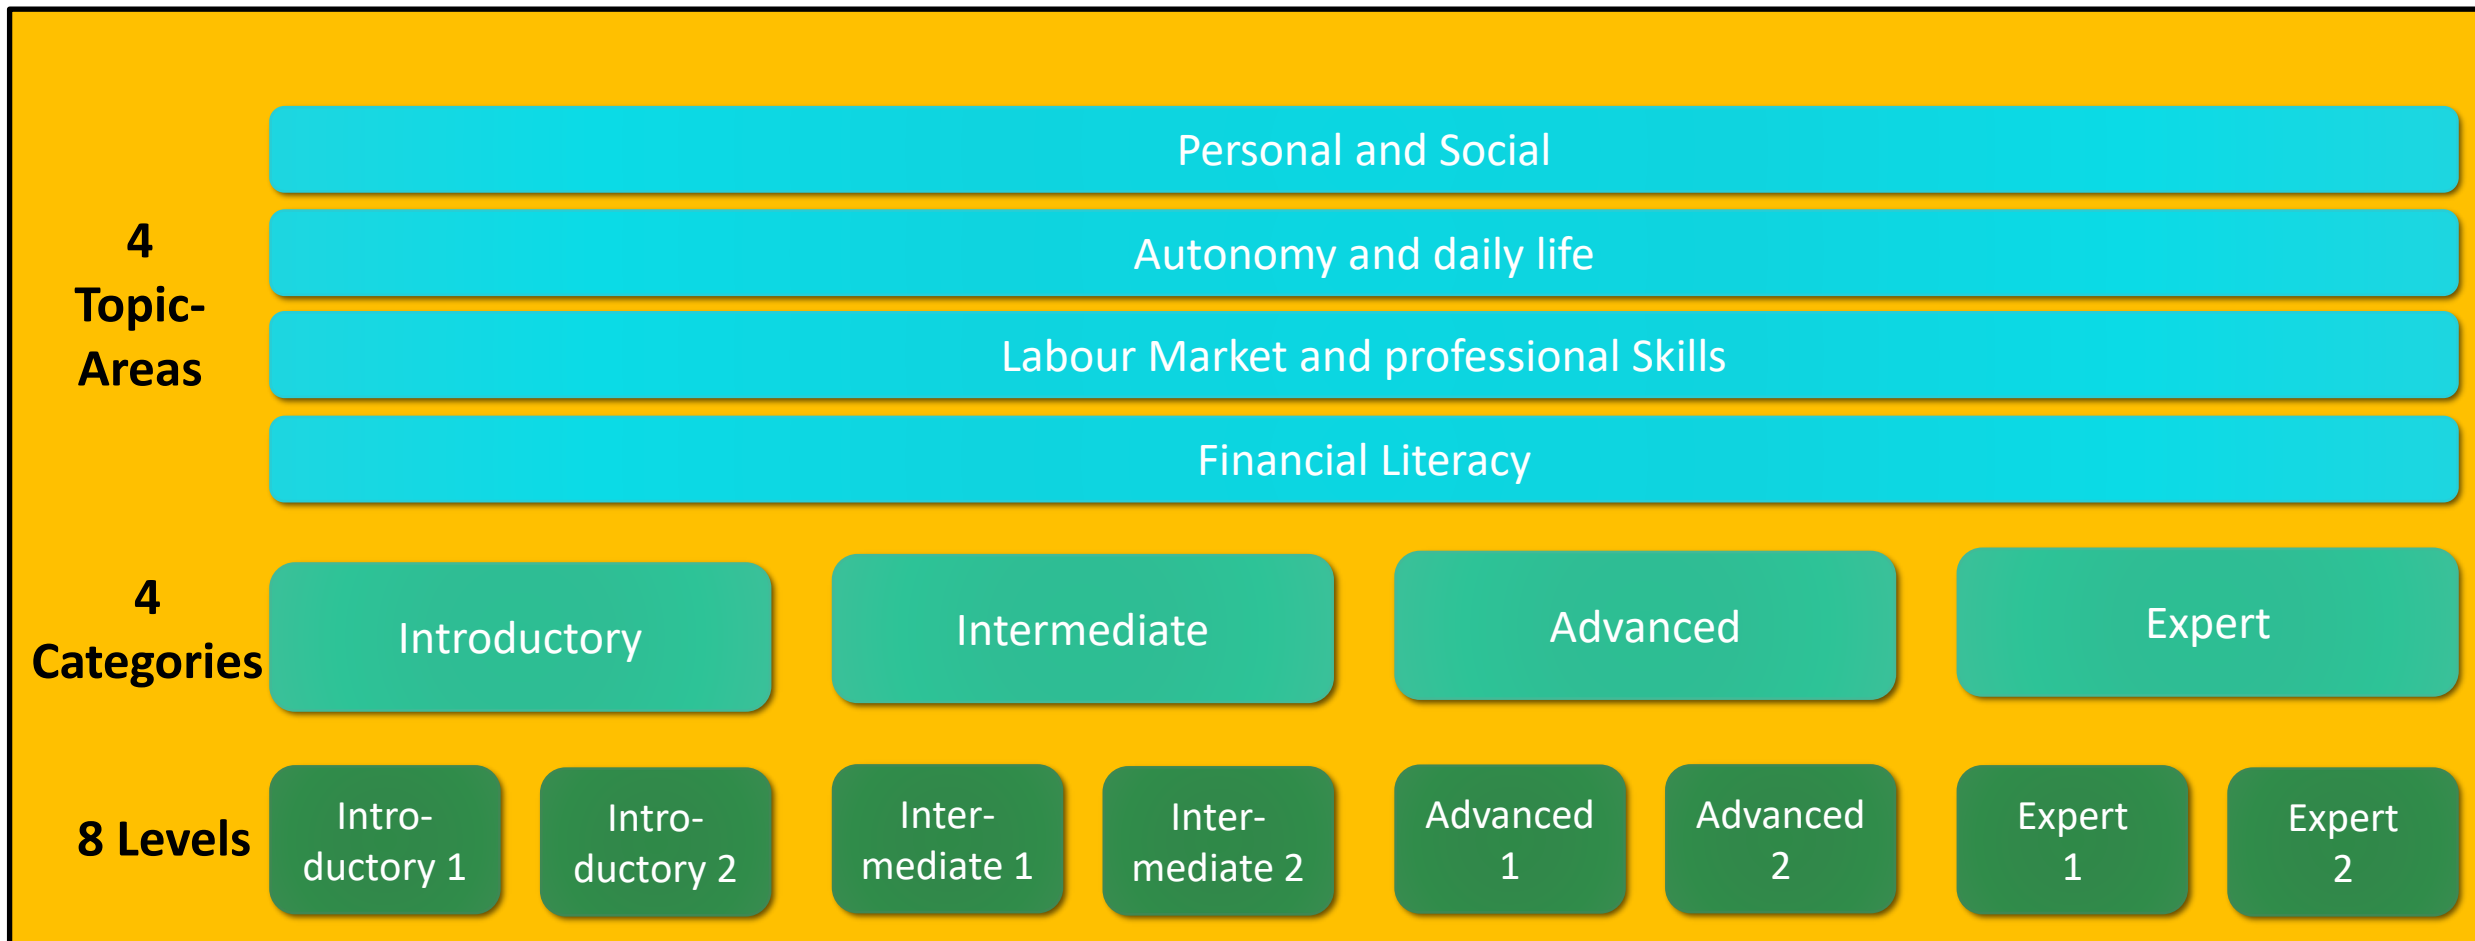 4
Topic-
Areas
Personal and Social
Autonomy and daily life
Labour Market and professional Skills
Financial Literacy
4
Categories
Introductory
Intermediate
Advanced
Expert
8 Levels
Intro-
ductory 1
Intro-
ductory 2
Inter-
mediate 1
Inter-
mediate 2
Advanced
1
Advanced
2
Expert
1
Expert
2